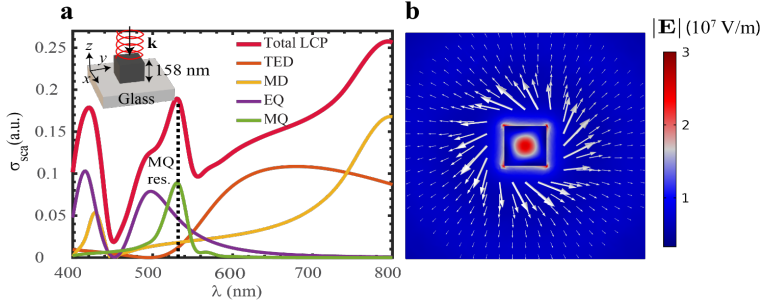 a
b
z
y
x
k
158 nm
Glass
Total LCP
TED
MD
EQ
MQ
MQ
res.
σsca(a.u.)
0.25
0.2
0.15
0.1
0.05
0
400
500
600
700
800
λ (nm)
|E| (10⁷ V/m)
3
2
1